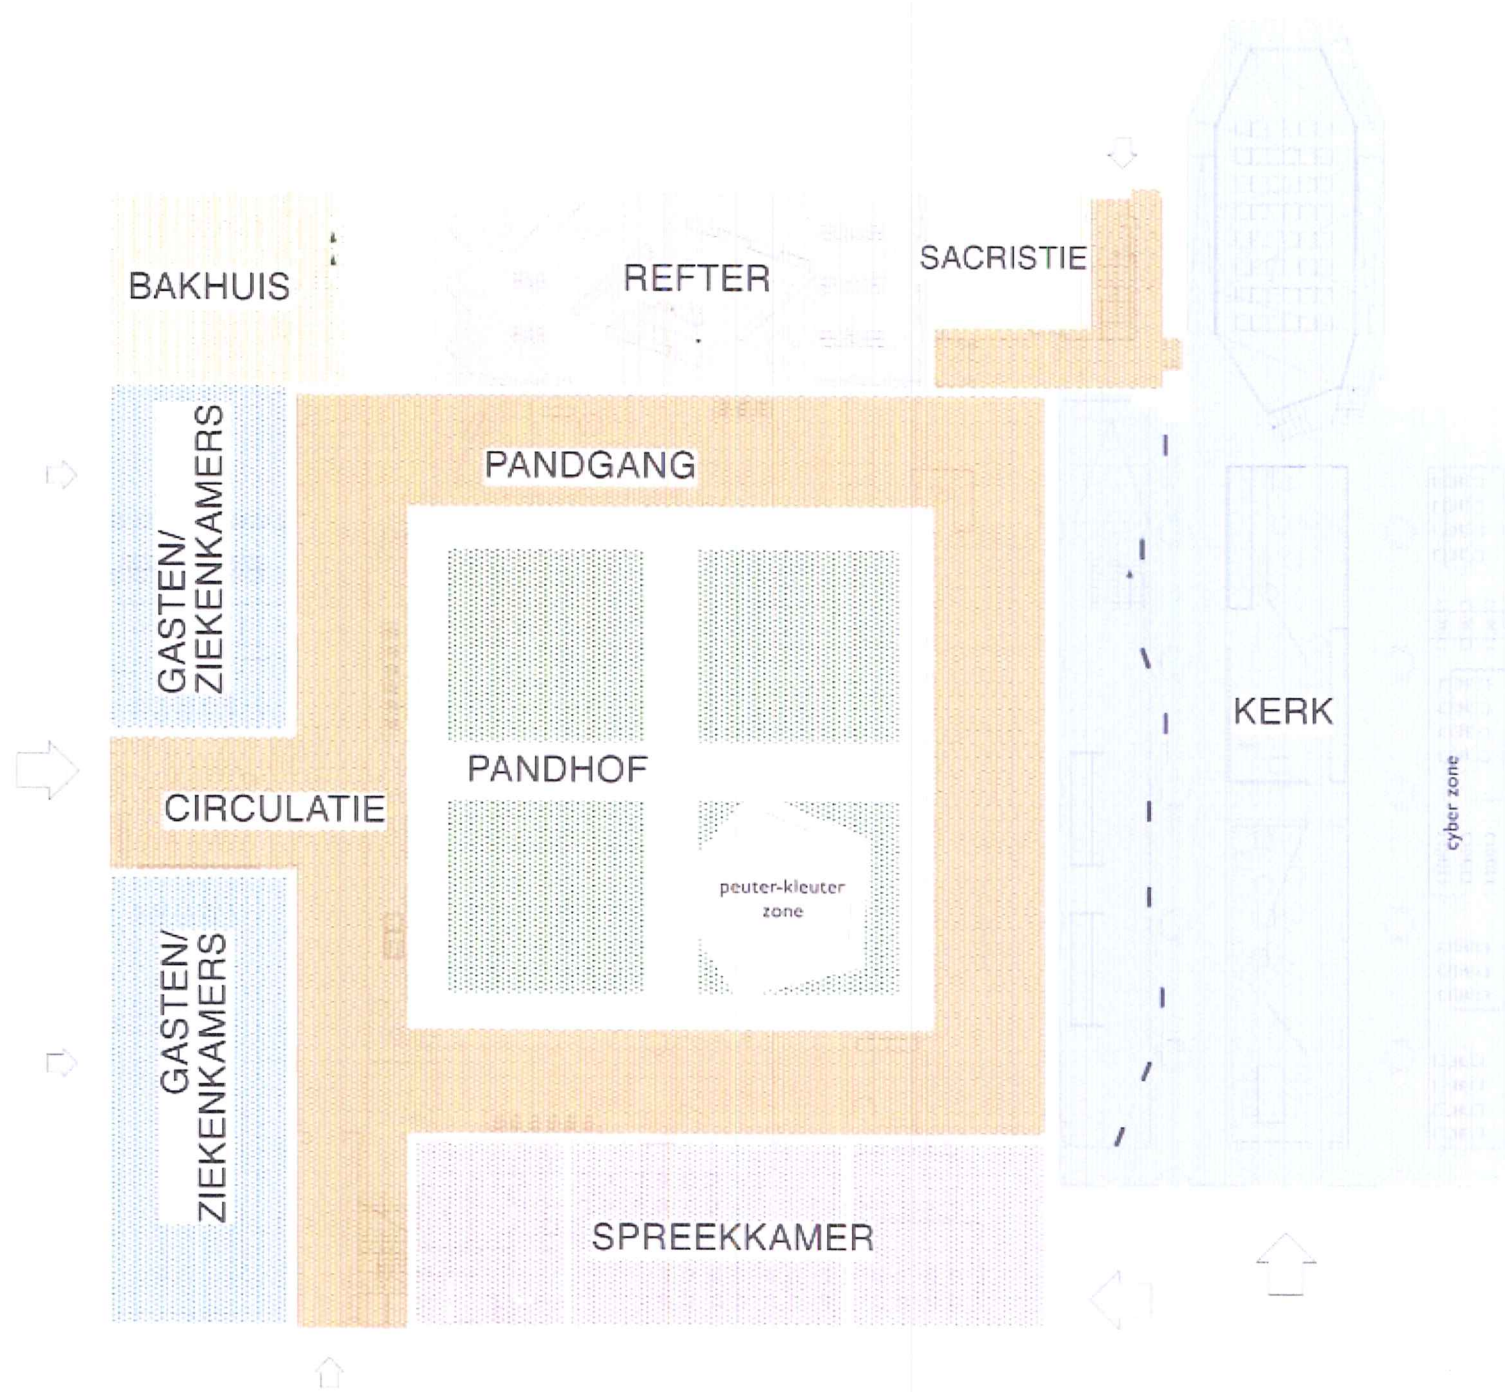 SACRISTIE
BAKHUIS
REFTER
PANDGANG
GASTEN/
ZIEKENKAMERS
KERK
PANDHOF
CIRCULATIE
cyber zone
peuter-kleuter
zone
GASTEN/
ZIEKENKAMERS
SPREEKKAMER